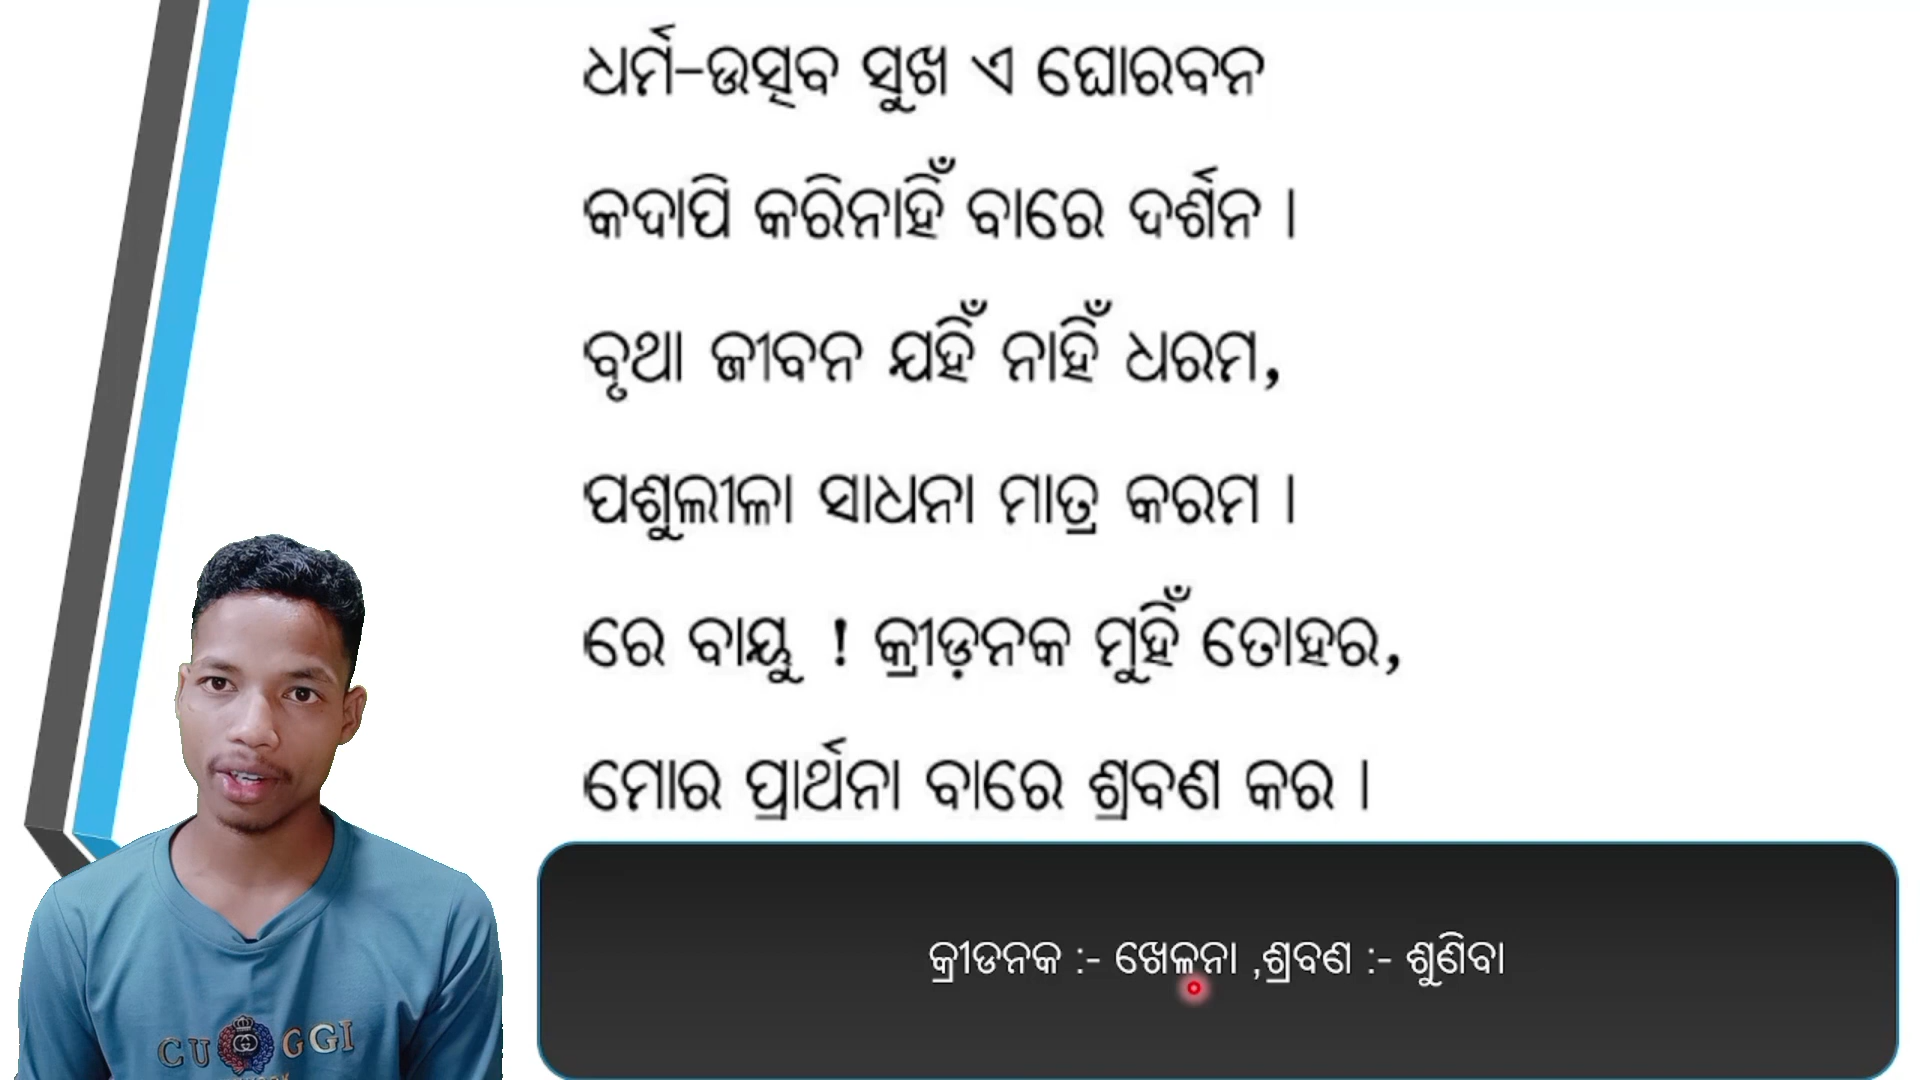 ଧର୍ମ-ଉତ୍ସବ ସୁଖ ଏ ଘୋରବନ
କଦାପି କରିନାହିଁ ବାରେ ଦର୍ଶନ ।
ବୃଥା ଜୀବନ ଯହିଁ ନାହିଁ ଧରମ,
ପଶୁଲୀଳା ସାଧନା ମାତ୍ର କରମ ।
ରେ ବାୟୁ ! କ୍ରୀଡ଼ନକ ମୁହିଁ ତୋହର,
ମୋର ପ୍ରାର୍ଥନା ବାରେ ଶ୍ରବଣ କର ।
କ୍ରୀଡନକ :- ଖେଳନା ,ଶ୍ରବଣ :- ଶୁଣିବା
CU GGI